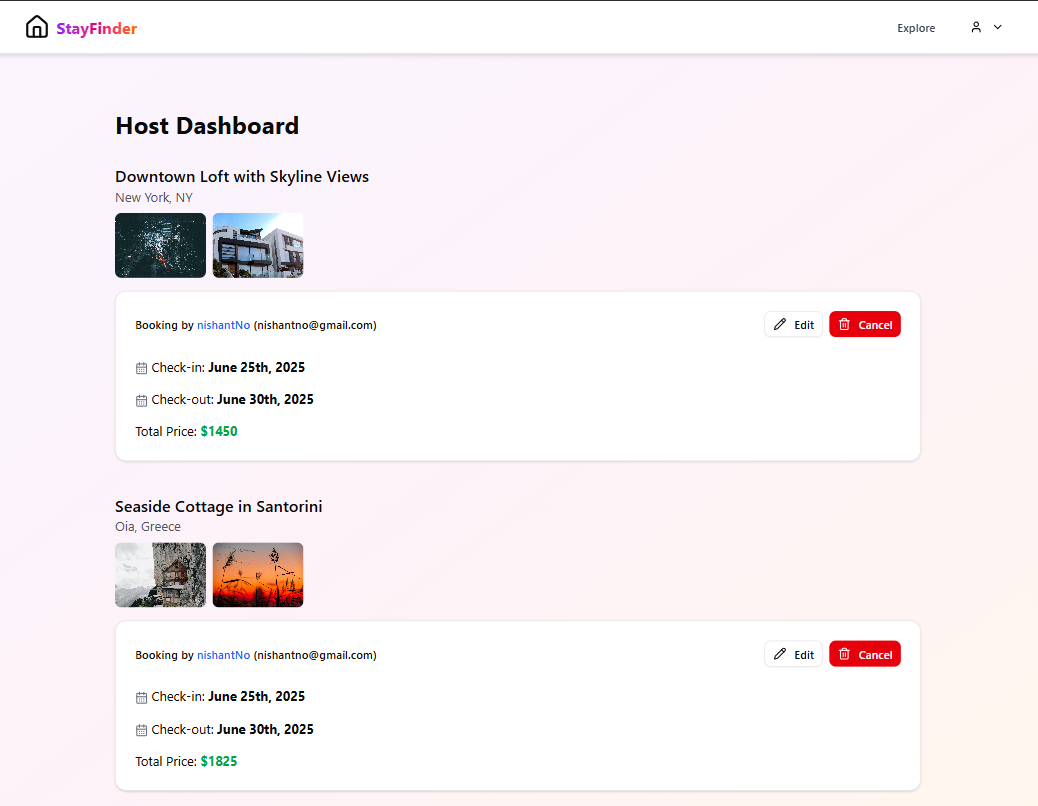 StayFinder
Explore
Host Dashboard
Downtown Loft with Skyline Views
New York, NY
Booking by nishantNo (nishantno@gmail.com)
Edit
Cancel
Check-in: June 25th, 2025
Check-out: June 30th, 2025
Total Price: $1450
Seaside Cottage in Santorini
Oia, Greece
Booking by nishantNo (nishantno@gmail.com)
Edit
Cancel
Check-in: June 25th, 2025
Check-out: June 30th, 2025
Total Price: $1825